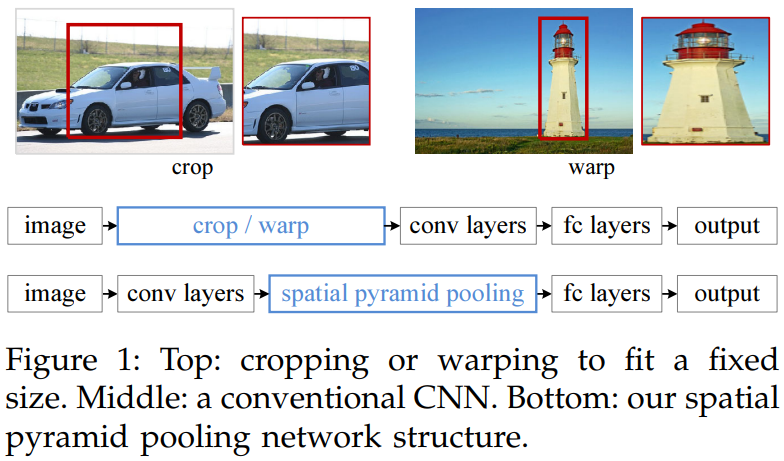 crop
warp
image crop / warp conv layers fc layers output
image conv layers spatial pyramid pooling fc layers output
Figure 1: Top: cropping or warping to fit a fixed
size. Middle: a conventional CNN. Bottom: our spatial
pyramid pooling network structure.